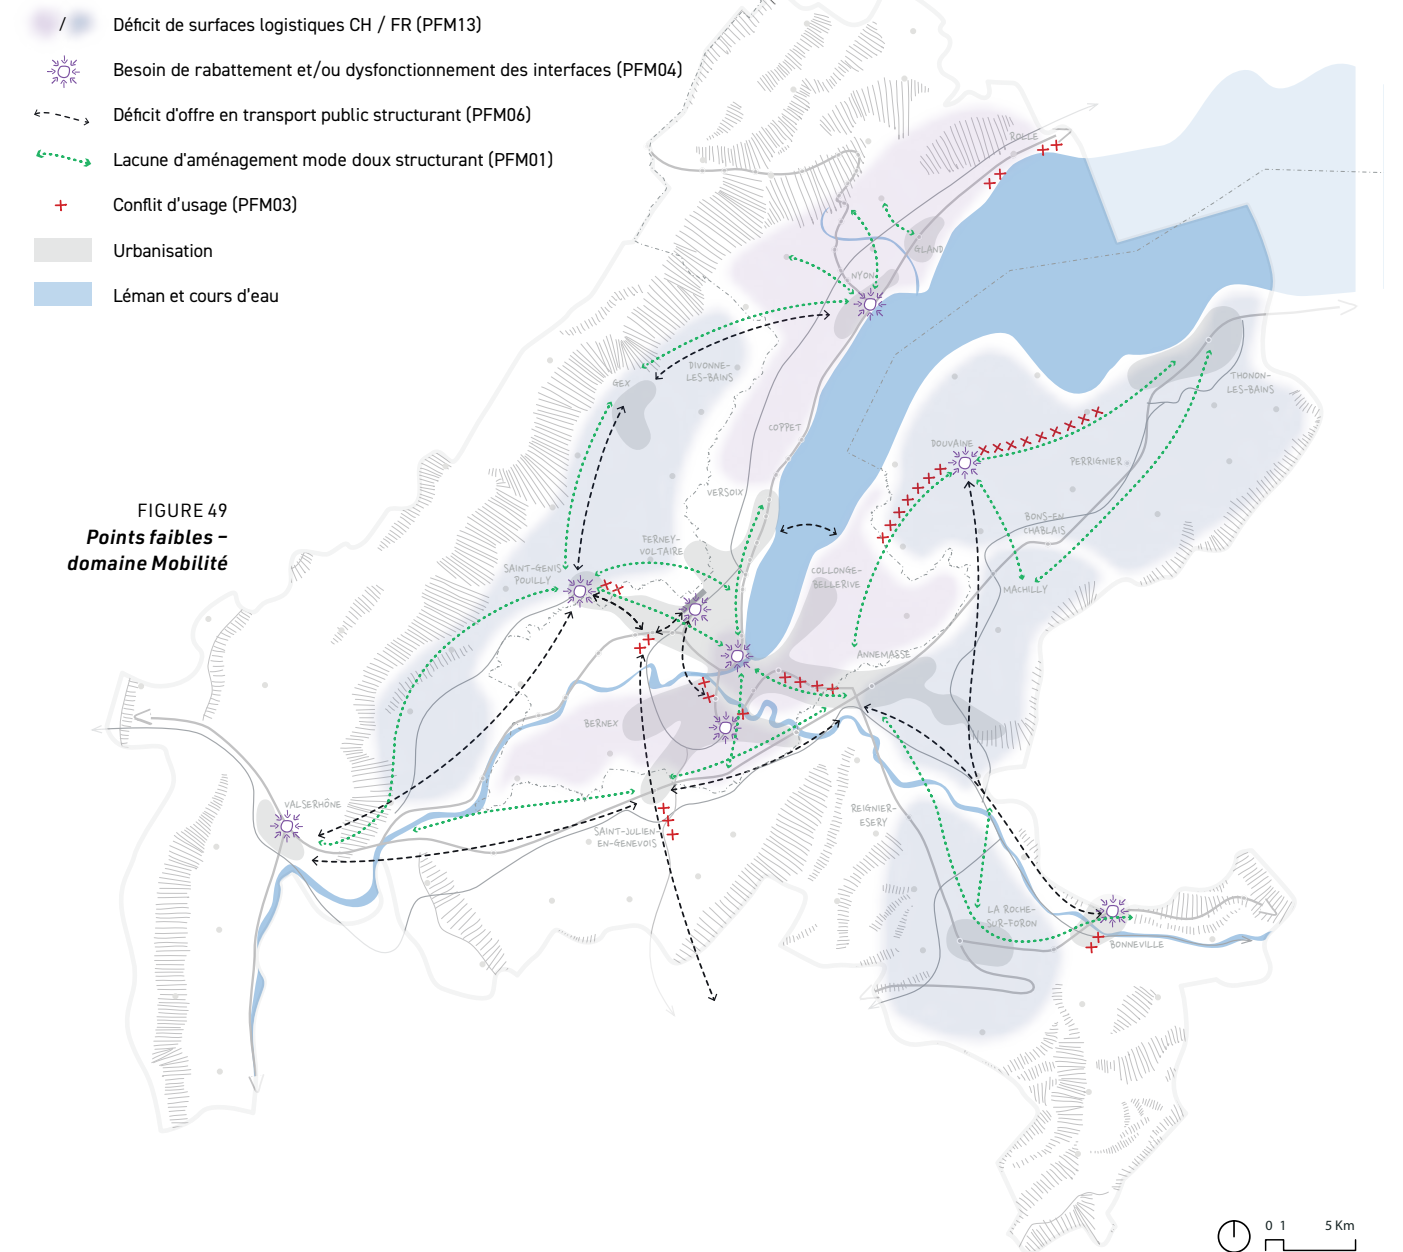 / Déficit de surfaces logistiques CH / FR (PFM13)
Besoin de rabattement et/ou dysfonctionnement des interfaces (PFM04)
Déficit d'offre en transport public structurant (PFM06)
Lacune d'aménagement mode doux structurant (PFM01)
Conflit d'usage (PFM03)
Urbanisation
Léman et cours d'eau
FIGURE 49
Points faibles –
domaine Mobilité
ROLLE
GLAND
NYON
DIVONNE-
LES-BAINS
GEX
THONON-
LES-BAINS
COPPET
DOUVAINE
PERRIGNIER
VERSOIX
BONS-EN-
CHABLAIS
FERNEY-
VOLTAIRE
SAINT-GENIS
POUILLY
COLLONGE-
BELLERIVE
MACHILLY
ANNEMASSE
BERNEX
VALSERHÔNE
REIGNIER-
ESERY
SAINT-JULIEN-
EN-GENEVOIS
LA ROCHE-
SUR-FORON
BONNEVILLE
0 1 5 Km